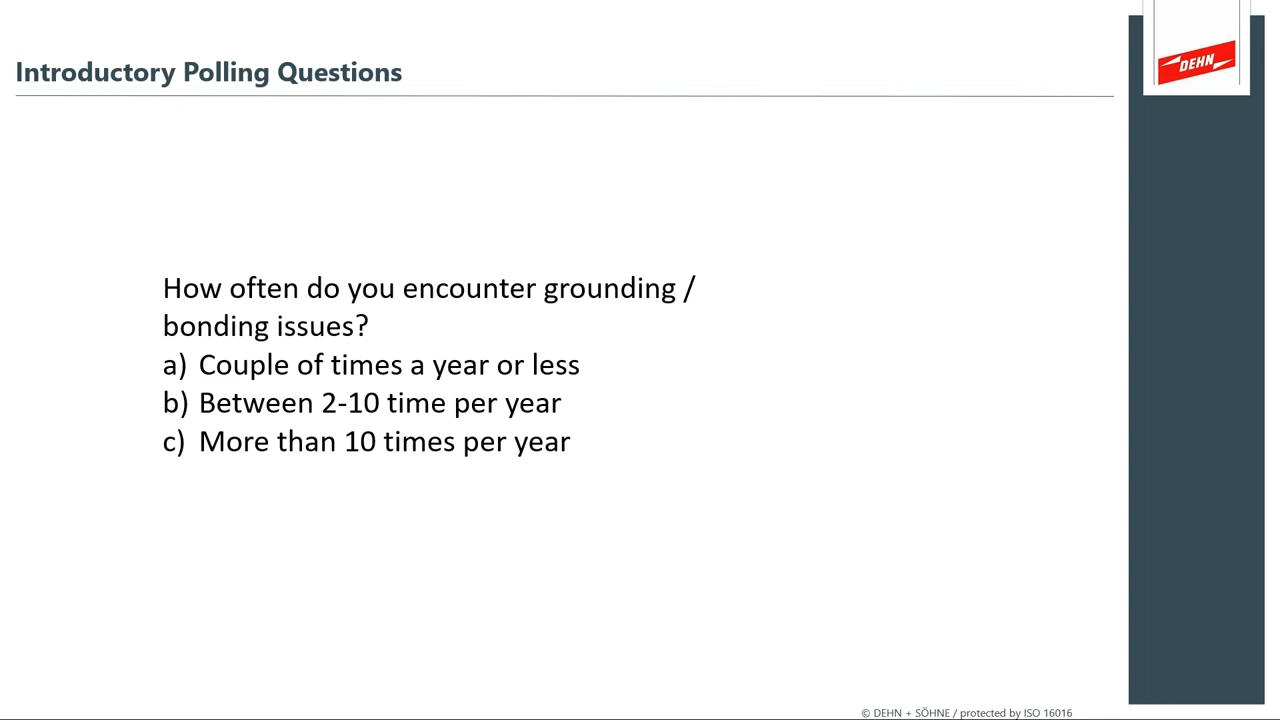 Introductory Polling Questions
DEHN
How often do you encounter grounding /
bonding issues?
a) Couple of times a year or less
b) Between 2-10 time per year
c) More than 10 times per year
© DEHN + SÖHNE / protected by ISO 16016